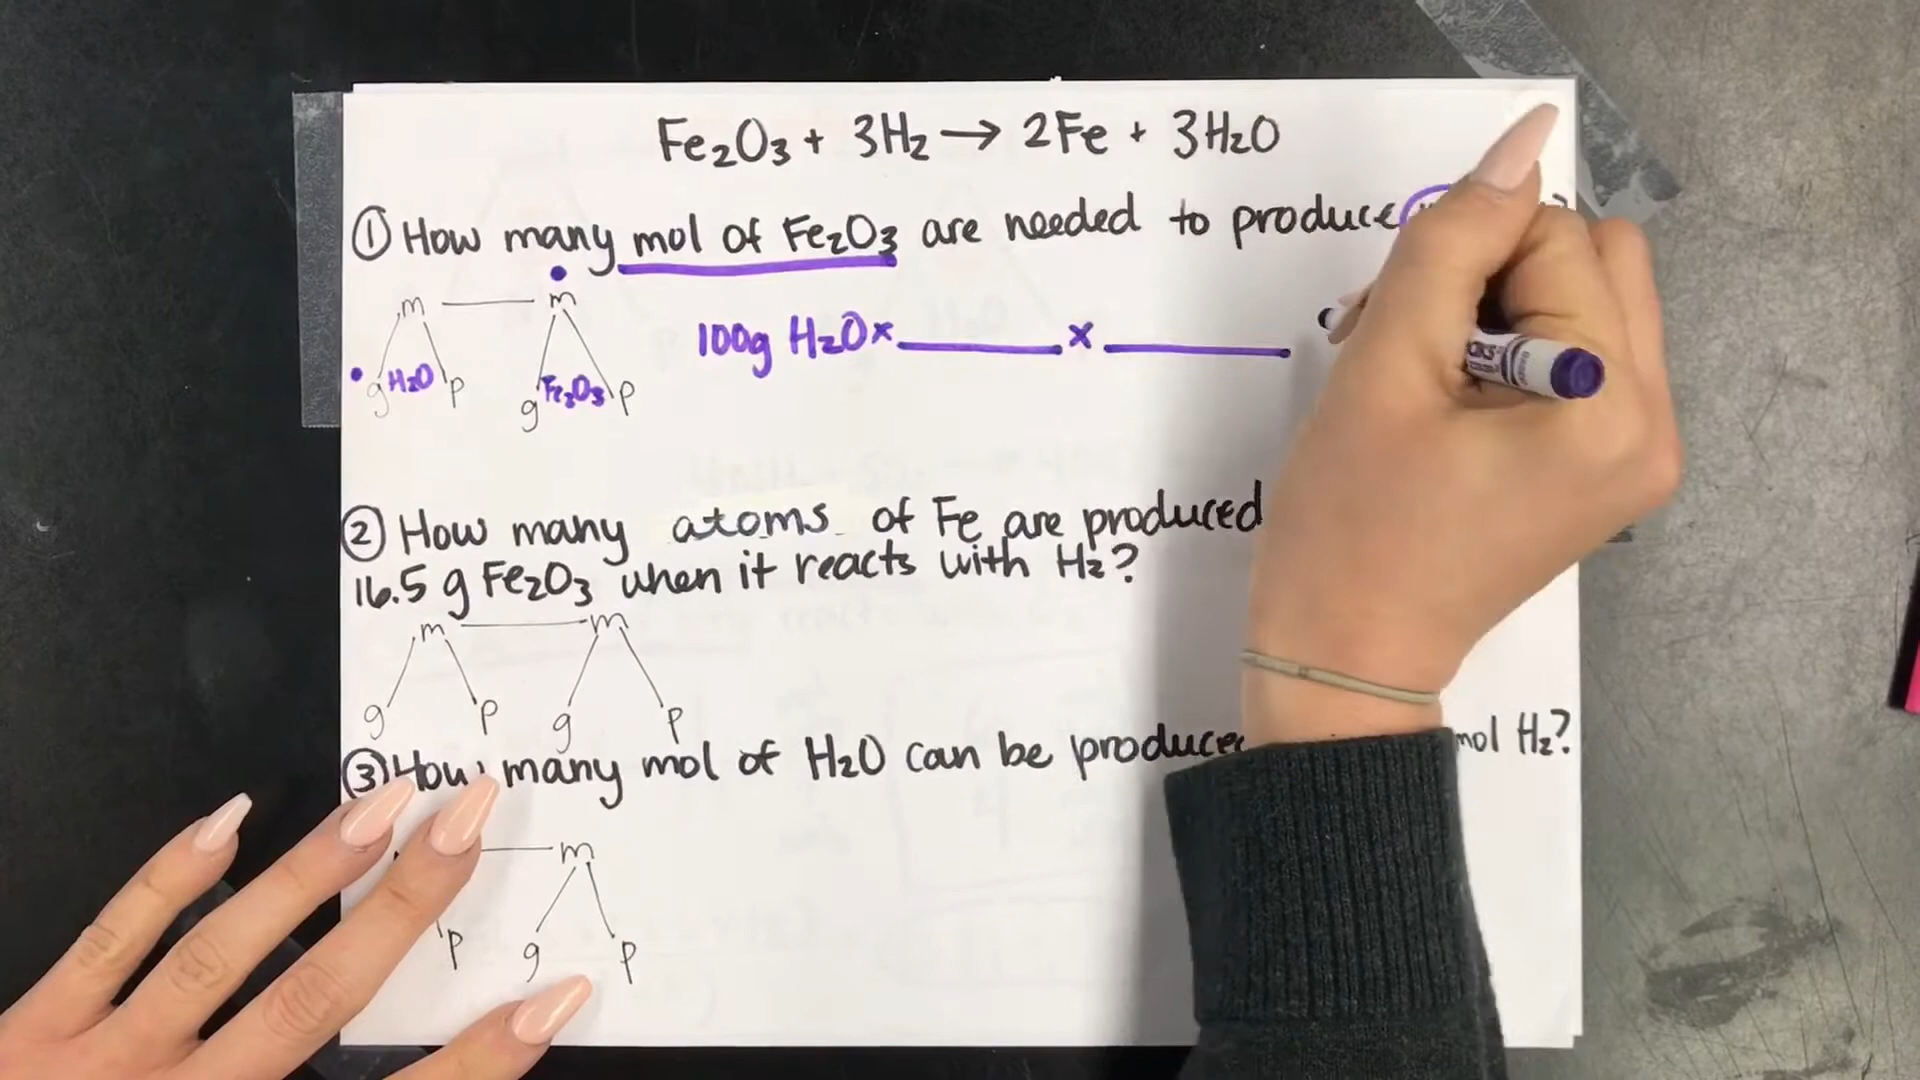 Fe₂O₃ + 3H₂ → 2Fe + 3H₂O
① How many mol of Fe₂O₃ are needed to produce ?
m m
g H₂O p g Fe₂O₃ p
100g H₂O × ______ × ______
② How many atoms of Fe are produced
16.5 g Fe₂O₃ when it reacts with H₂?
m m
g p g p
③ How many mol of H₂O can be produced mol H₂?
m
p g p